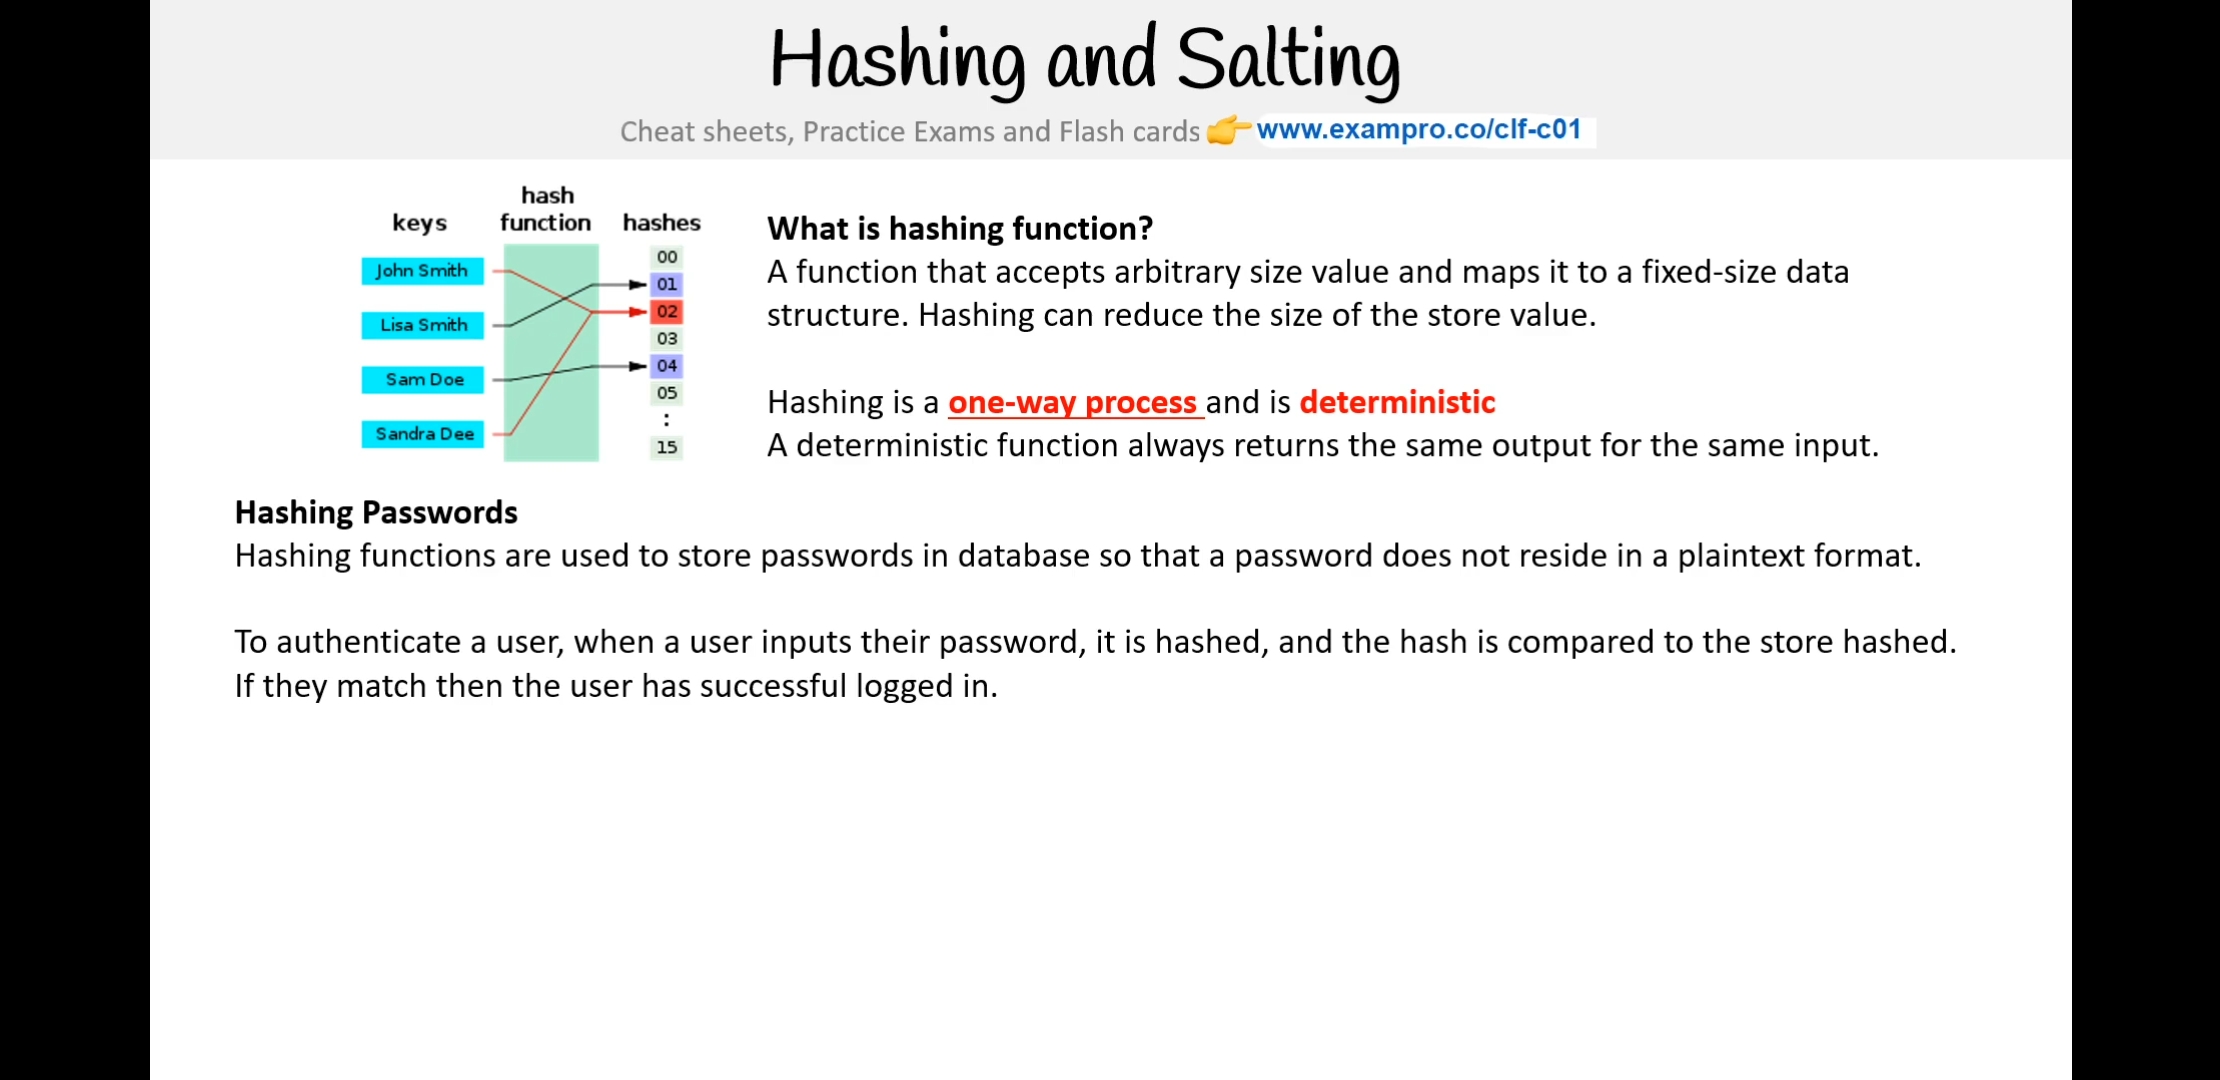 Hashing and Salting
Cheat sheets, Practice Exams and Flash cards 👉 www.exampro.co/clf-c01
keys
hash
function
hashes
John Smith
Lisa Smith
Sam Doe
Sandra Dee
00
01
02
03
04
05
:
15
What is hashing function?
A function that accepts arbitrary size value and maps it to a fixed-size data
structure. Hashing can reduce the size of the store value.
Hashing is a one-way process and is deterministic
A deterministic function always returns the same output for the same input.
Hashing Passwords
Hashing functions are used to store passwords in database so that a password does not reside in a plaintext format.
To authenticate a user, when a user inputs their password, it is hashed, and the hash is compared to the store hashed.
If they match then the user has successful logged in.